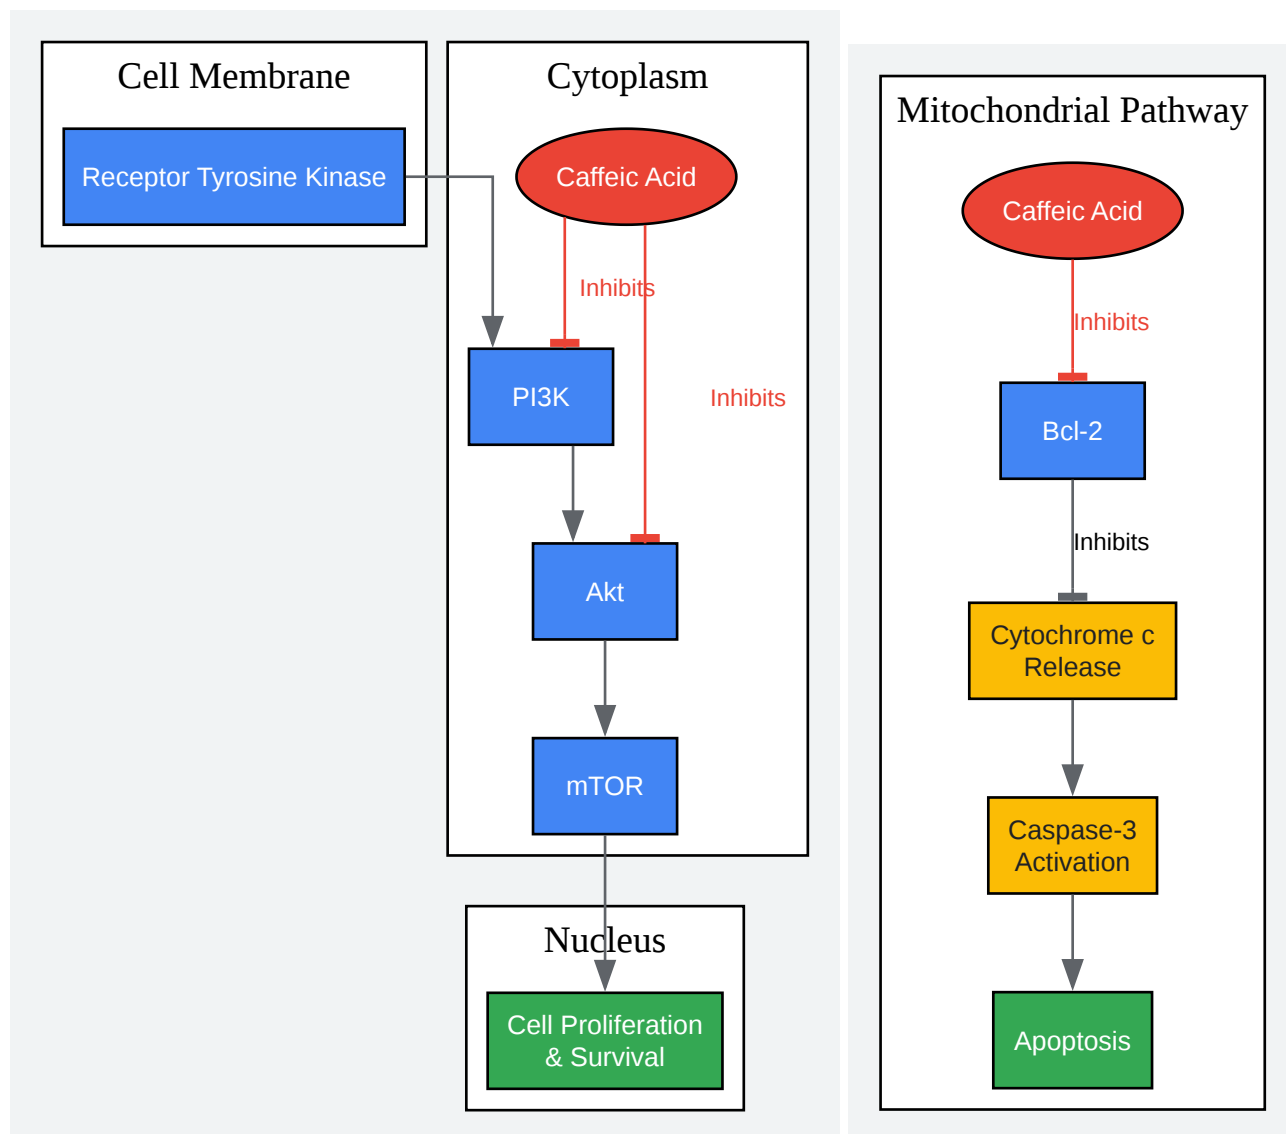 Cell Membrane
Receptor Tyrosine Kinase
Cytoplasm
Caffeic Acid
Inhibits
PI3K
Inhibits
Akt
mTOR
Nucleus
Cell Proliferation
& Survival
Mitochondrial Pathway
Caffeic Acid
Inhibits
Bcl-2
Inhibits
Cytochrome c
Release
Caspase-3
Activation
Apoptosis